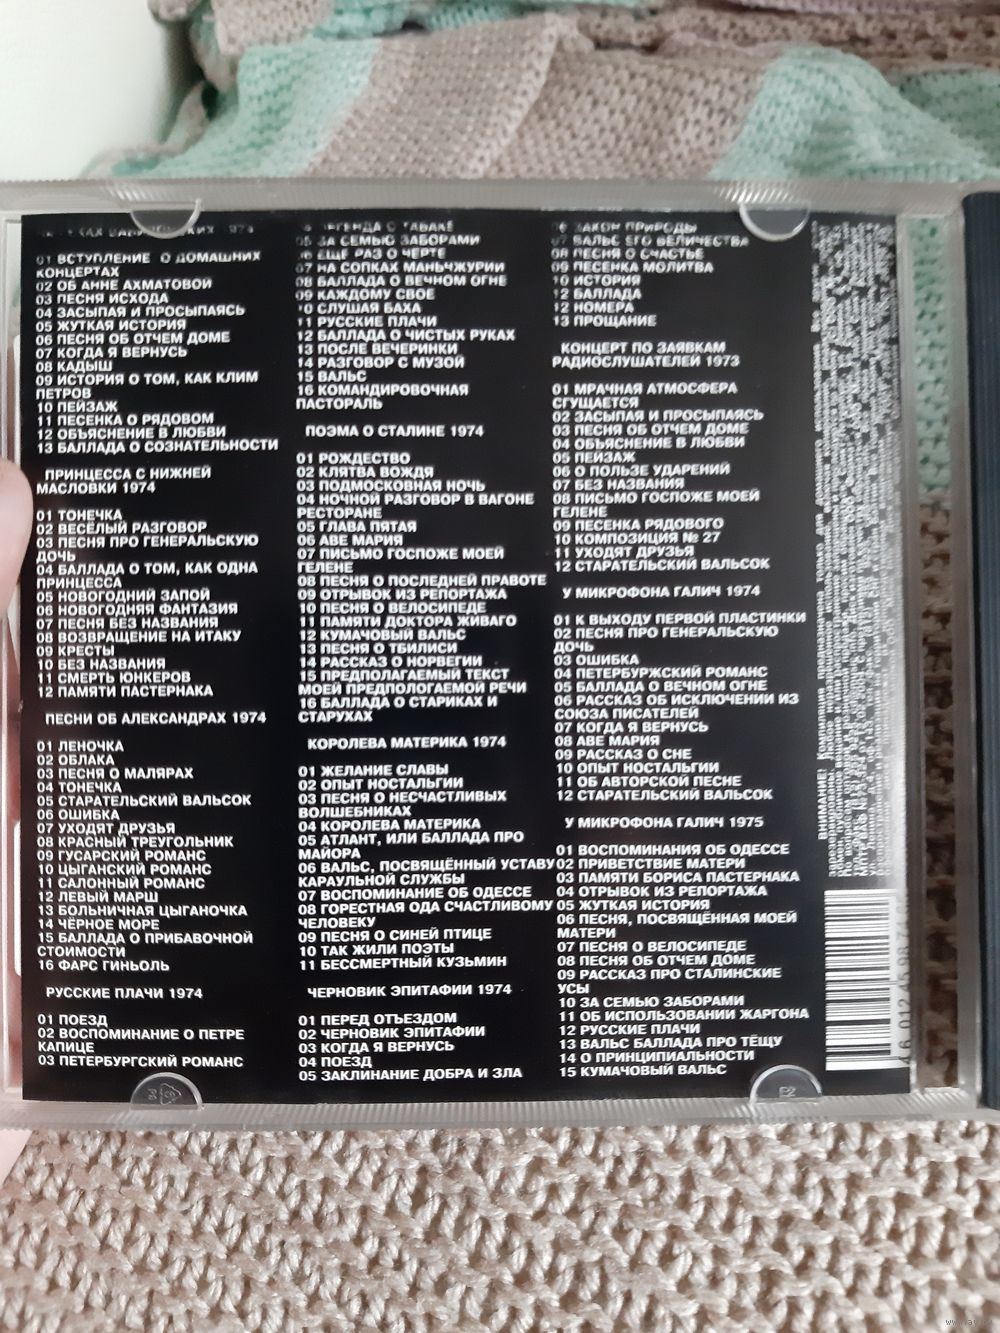 01 ВСТУПЛЕНИЕ О ДОМАШНИХ
КОНЦЕРТАХ
02 ОБ АННЕ АХМАТОВОЙ
03 ПЕСНЯ ИСХОДА
04 ЗАСЫПАЯ И ПРОСЫПАЯСЬ
05 ЖУТКАЯ ИСТОРИЯ
06 ПЕСНЯ ОБ ОТЧЕМ ДОМЕ
07 КОГДА Я ВЕРНУСЬ
08 КАДЫШ
09 ИСТОРИЯ О ТОМ, КАК КЛИМ
ПЕТРОВ
10 ПЕЙЗАЖ
11 ПЕСЕНКА О РЯДОВОМ
12 ОБЪЯСНЕНИЕ В ЛЮБВИ
13 БАЛЛАДА О СОЗНАТЕЛЬНОСТИ
ПРИНЦЕССА С НИЖНЕЙ
МАСЛОВКИ 1974
01 ТОНЕЧКА
02 ВЕСЁЛЫЙ РАЗГОВОР
03 ПЕСНЯ ПРО ГЕНЕРАЛЬСКУЮ
ДОЧЬ
04 БАЛЛАДА О ТОМ, КАК ОДНА
ПРИНЦЕССА
05 НОВОГОДНИЙ ЗАПОЙ
06 НОВОГОДНЯЯ ФАНТАЗИЯ
07 ПЕСНЯ БЕЗ НАЗВАНИЯ
08 ВОЗВРАЩЕНИЕ НА ИТАКУ
09 КРЕСТЫ
10 БЕЗ НАЗВАНИЯ
11 СМЕРТЬ ЮНКЕРОВ
12 ПАМЯТИ ПАСТЕРНАКА
ПЕСНИ ОБ АЛЕКСАНДРАХ 1974
01 ЛЕНОЧКА
02 ОБЛАКА
03 ПЕСНЯ О МАЛЯРАХ
04 ТОНЕЧКА
05 СТАРАТЕЛЬСКИЙ ВАЛЬСОК
06 ОШИБКА
07 УХОДЯТ ДРУЗЬЯ
08 КРАСНЫЙ ТРЕУГОЛЬНИК
09 ГУСАРСКИЙ РОМАНС
10 ЦЫГАНСКИЙ РОМАНС
11 САЛОННЫЙ РОМАНС
12 ЛЕВЫЙ МАРШ
13 БОЛЬНИЧНАЯ ЦЫГАНОЧКА
14 ЧЁРНОЕ МОРЕ
15 БАЛЛАДА О ПРИБАВОЧНОЙ
СТОИМОСТИ
16 ФАРС ГИНЬОЛЬ
РУССКИЕ ПЛАЧИ 1974
01 ПОЕЗД
02 ВОСПОМИНАНИЕ О ПЕТРЕ
КАПИЦЕ
03 ПЕТЕРБУРГСКИЙ РОМАНС
ЛЕГЕНДА О ТАБАКЕ
05 ЗА СЕМЬЮ ЗАБОРАМИ
06 ЕЩЕ РАЗ О ЧЕРТЕ
07 НА СОПКАХ МАНЬЧЖУРИИ
08 БАЛЛАДА О ВЕЧНОМ ОГНЕ
09 КАЖДОМУ СВОЕ
10 СЛУШАЯ БАХА
11 РУССКИЕ ПЛАЧИ
12 БАЛЛАДА О ЧИСТЫХ РУКАХ
13 ПОСЛЕ ВЕЧЕРИНКИ
14 РАЗГОВОР С МУЗОЙ
15 ВАЛЬС
16 КОМАНДИРОВОЧНАЯ
ПАСТОРАЛЬ
ПОЭМА О СТАЛИНЕ 1974
01 РОЖДЕСТВО
02 КЛЯТВА ВОЖДЯ
03 ПОДМОСКОВНАЯ НОЧЬ
04 НОЧНОЙ РАЗГОВОР В ВАГОНЕ
РЕСТОРАНЕ
05 ГЛАВА ПЯТАЯ
06 АВЕ МАРИЯ
07 ПИСЬМО ГОСПОЖЕ МОЕЙ
ГЕЛЕНЕ
08 ПЕСНЯ О ПОСЛЕДНЕЙ ПРАВОТЕ
09 ОТРЫВОК ИЗ РЕПОРТАЖА
10 ПЕСНЯ О ВЕЛОСИПЕДЕ
11 ПАМЯТИ ДОКТОРА ЖИВАГО
12 КУМАЧОВЫЙ ВАЛЬС
13 ПЕСНЯ О ТБИЛИСИ
14 РАССКАЗ О НОРВЕГИИ
15 ПРЕДПОЛАГАЕМЫЙ ТЕКСТ
МОЕЙ ПРЕДПОЛОГАЕМОЙ РЕЧИ
16 БАЛЛАДА О СТАРИКАХ И
СТАРУХАХ
КОРОЛЕВА МАТЕРИКА 1974
01 ЖЕЛАНИЕ СЛАВЫ
02 ОПЫТ НОСТАЛЬГИИ
03 ПЕСНЯ О НЕСЧАСТЛИВЫХ
ВОЛШЕБНИКАХ
04 КОРОЛЕВА МАТЕРИКА
05 АТЛАНТ, ИЛИ БАЛЛАДА ПРО
МАЙОРА
06 ВАЛЬС, ПОСВЯЩЁННЫЙ УСТАВУ
КАРАУЛЬНОЙ СЛУЖБЫ
07 ВОСПОМИНАНИЕ ОБ ОДЕССЕ
08 ГОРЕСТНАЯ ОДА СЧАСТЛИВОМУ
ЧЕЛОВЕКУ
09 ПЕСНЯ О СИНЕЙ ПТИЦЕ
10 ТАК ЖИЛИ ПОЭТЫ
11 БЕССМЕРТНЫЙ КУЗЬМИН
ЧЕРНОВИК ЭПИТАФИИ 1974
01 ПЕРЕД ОТЪЕЗДОМ
02 ЧЕРНОВИК ЭПИТАФИИ
03 КОГДА Я ВЕРНУСЬ
04 ПОЕЗД
05 ЗАКЛИНАНИЕ ДОБРА И ЗЛА
ЗАКОН ПРИРОДЫ
07 ВАЛЬС ЕГО ВЕЛИЧЕСТВА
08 ПЕСНЯ О СЧАСТЬЕ
09 ПЕСЕНКА МОЛИТВА
10 ИСТОРИЯ
12 БАЛЛАДА
12 НОМЕРА
13 ПРОЩАНИЕ
КОНЦЕРТ ПО ЗАЯВКАМ
РАДИОСЛУШАТЕЛЕЙ 1973
01 МРАЧНАЯ АТМОСФЕРА
СГУЩАЕТСЯ
02 ЗАСЫПАЯ И ПРОСЫПАЯСЬ
03 ПЕСНЯ ОБ ОТЧЕМ ДОМЕ
04 ОБЪЯСНЕНИЕ В ЛЮБВИ
05 ПЕЙЗАЖ
06 О ПОЛЬЗЕ УДАРЕНИЙ
07 БЕЗ НАЗВАНИЯ
08 ПИСЬМО ГОСПОЖЕ МОЕЙ
ГЕЛЕНЕ
09 ПЕСЕНКА РЯДОВОГО
10 КОМПОЗИЦИЯ № 27
11 УХОДЯТ ДРУЗЬЯ
12 СТАРАТЕЛЬСКИЙ ВАЛЬСОК
У МИКРОФОНА ГАЛИЧ 1974
01 К ВЫХОДУ ПЕРВОЙ ПЛАСТИНКИ
02 ПЕСНЯ ПРО ГЕНЕРАЛЬСКУЮ
ДОЧЬ
03 ОШИБКА
04 ПЕТЕРБУРЖСКИЙ РОМАНС
05 БАЛЛАДА О ВЕЧНОМ ОГНЕ
06 РАССКАЗ ОБ ИСКЛЮЧЕНИИ ИЗ
СОЮЗА ПИСАТЕЛЕЙ
07 КОГДА Я ВЕРНУСЬ
08 АВЕ МАРИЯ
09 РАССКАЗ О СНЕ
10 ОПЫТ НОСТАЛЬГИИ
11 ОБ АВТОРСКОЙ ПЕСНЕ
12 СТАРАТЕЛЬСКИЙ ВАЛЬСОК
У МИКРОФОНА ГАЛИЧ 1975
01 ВОСПОМИНАНИЯ ОБ ОДЕССЕ
02 ПРИВЕТСТВИЕ МАТЕРИ
03 ПАМЯТИ БОРИСА ПАСТЕРНАКА
04 ОТРЫВОК ИЗ РЕПОРТАЖА
05 ЖУТКАЯ ИСТОРИЯ
06 ПЕСНЯ, ПОСВЯЩЁННАЯ МОЕЙ
МАТЕРИ
07 ПЕСНЯ О ВЕЛОСИПЕДЕ
08 ПЕСНЯ ОБ ОТЧЕМ ДОМЕ
09 РАССКАЗ ПРО СТАЛИНСКИЕ
УСЫ
10 ЗА СЕМЬЮ ЗАБОРАМИ
11 ОБ ИСПОЛЬЗОВАНИИ ЖАРГОНА
12 РУССКИЕ ПЛАЧИ
13 ВАЛЬС БАЛЛАДА ПРО ТЁЩУ
14 О ПРИНЦИПИАЛЬНОСТИ
15 КУМАЧОВЫЙ ВАЛЬС
ВНИМАНИЕ! Компиляция предназначена только для